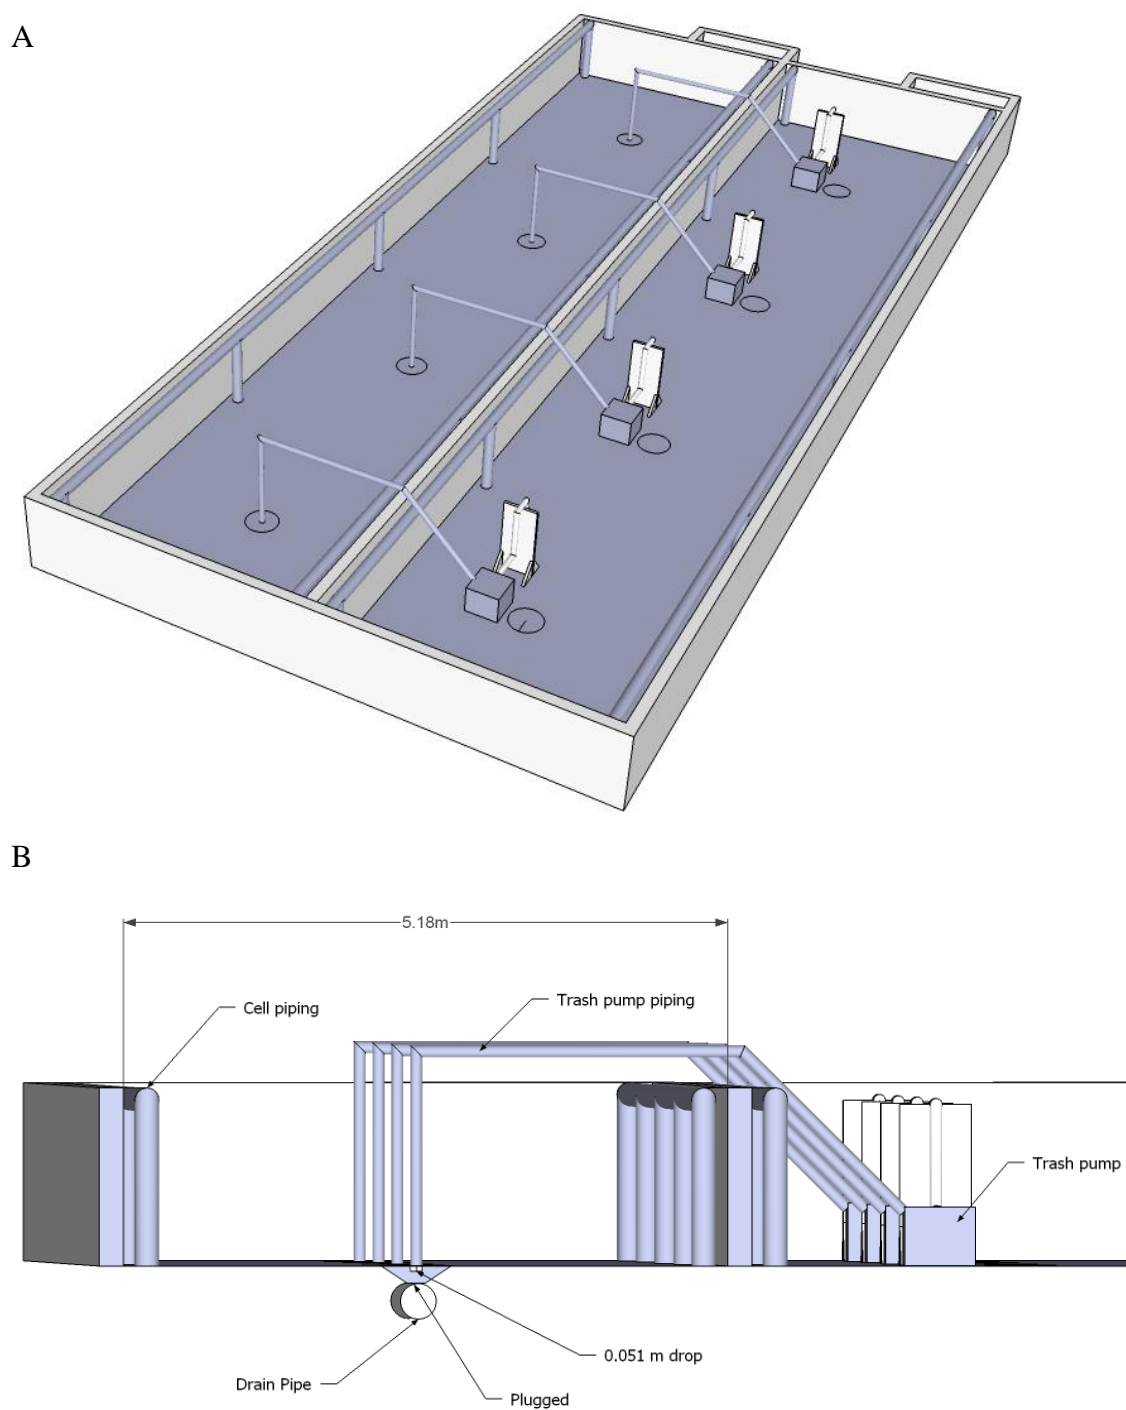 A
B
5.18m
Cell piping
Trash pump piping
Trash pump
0.051 m drop
Drain Pipe
Plugged